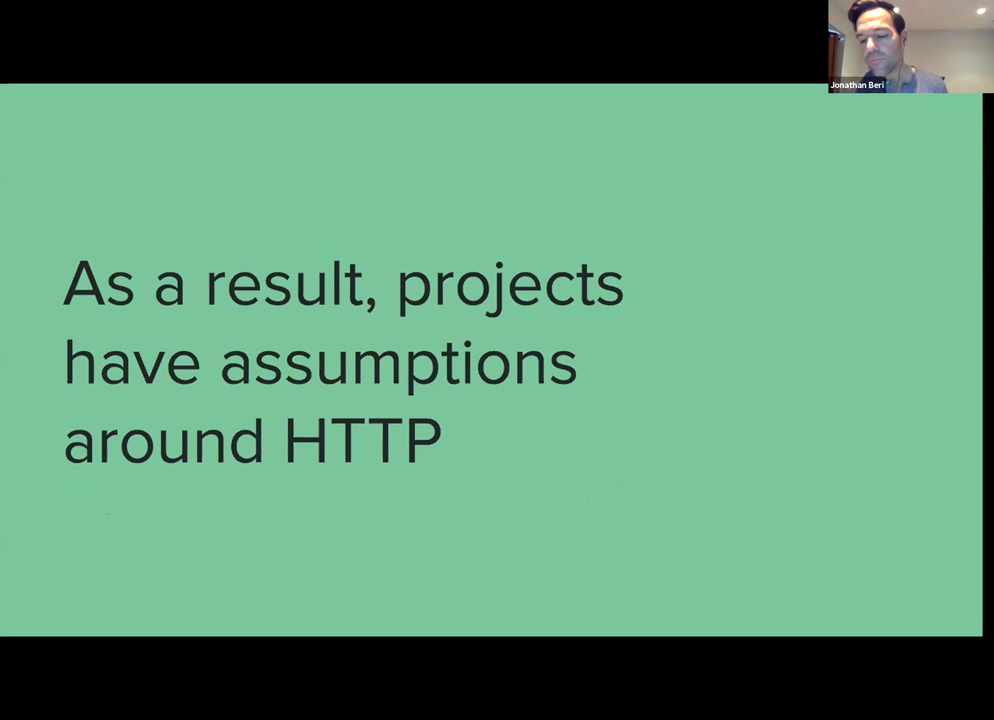 Jonathan Beri
As a result, projects
have assumptions
around HTTP